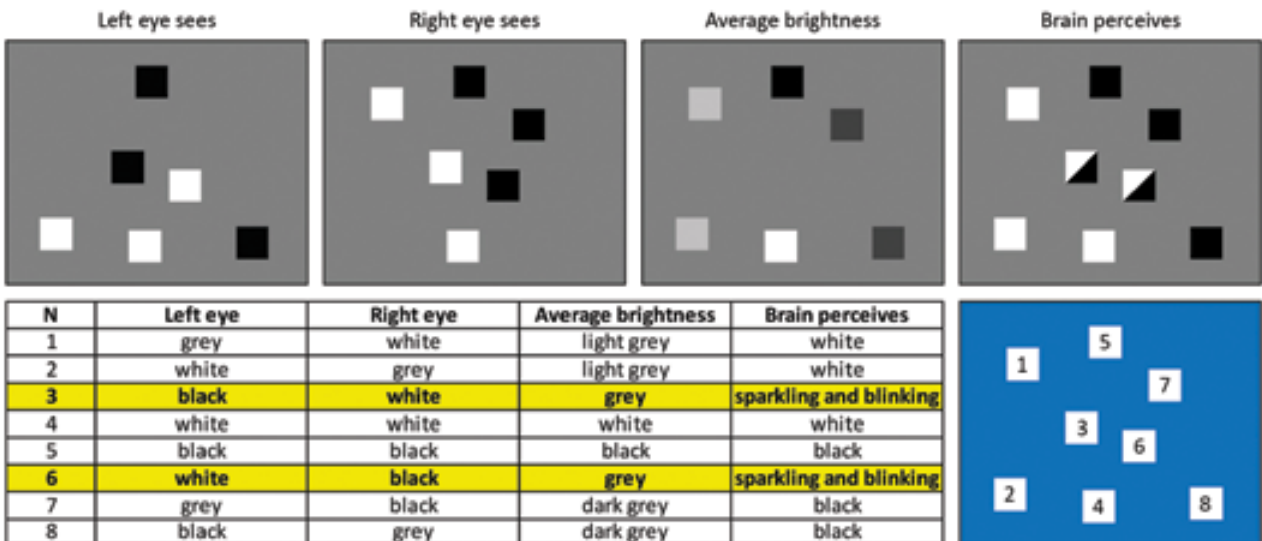 Left eye sees Right eye sees Average brightness Brain perceives
N Left eye Right eye Average brightness Brain perceives
1 grey white light grey white
2 white grey light grey white
3 black white grey sparkling and blinking
4 white white white white
5 black black black black
6 white black grey sparkling and blinking
7 grey black dark grey black
8 black grey dark grey black
5
1
7
3
6
2
4
8